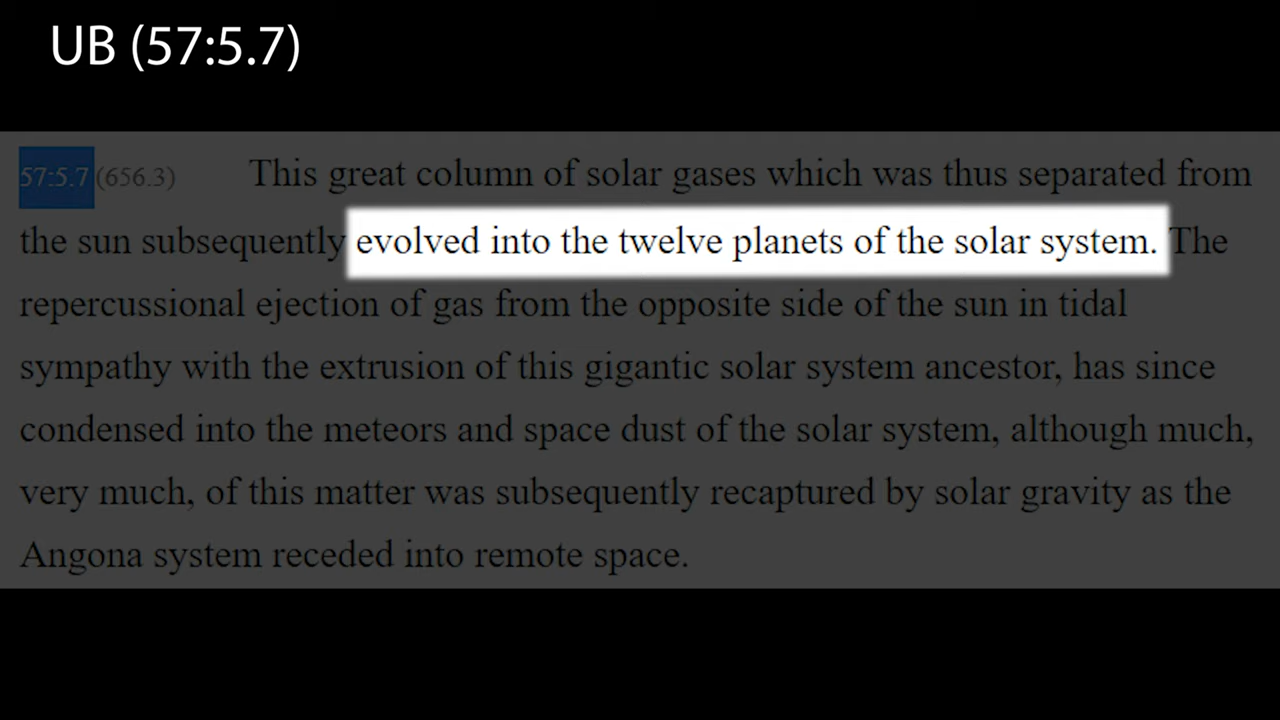 UB (57:5.7)
57:5.7 (656.3) This great column of solar gases which was thus separated from
the sun subsequently evolved into the twelve planets of the solar system. The
repercussional ejection of gas from the opposite side of the sun in tidal
sympathy with the extrusion of this gigantic solar system ancestor, has since
condensed into the meteors and space dust of the solar system, although much,
very much, of this matter was subsequently recaptured by solar gravity as the
Angona system receded into remote space.